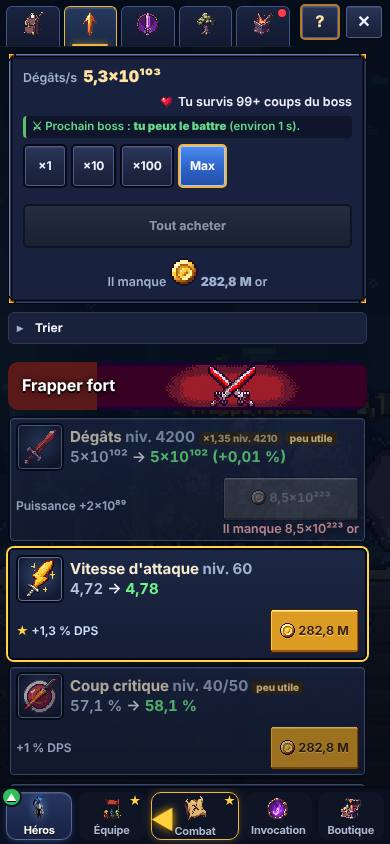 ?
×
Dégâts/s 5,3×10¹⁰³
Tu survis 99+ coups du boss
Prochain boss : tu peux le battre (environ 1 s).
×1
×10
×100
Max
Tout acheter
Il manque 282,8 M or
Trier
Frapper fort
Dégâts niv. 4200 ×1,35 niv. 4210 peu utile
5×10¹⁰² → 5×10¹⁰² (+0,01 %)
Puissance +2×10⁸⁹
8,5×10²²³
Il manque 8,5×10²²³ or
Vitesse d'attaque niv. 60
4,72 → 4,78
★ +1,3 % DPS
282,8 M
Coup critique niv. 40/50 peu utile
57,1 % → 58,1 %
+1 % DPS
282,8 M
Héros
Équipe
Combat
Invocation
Boutique